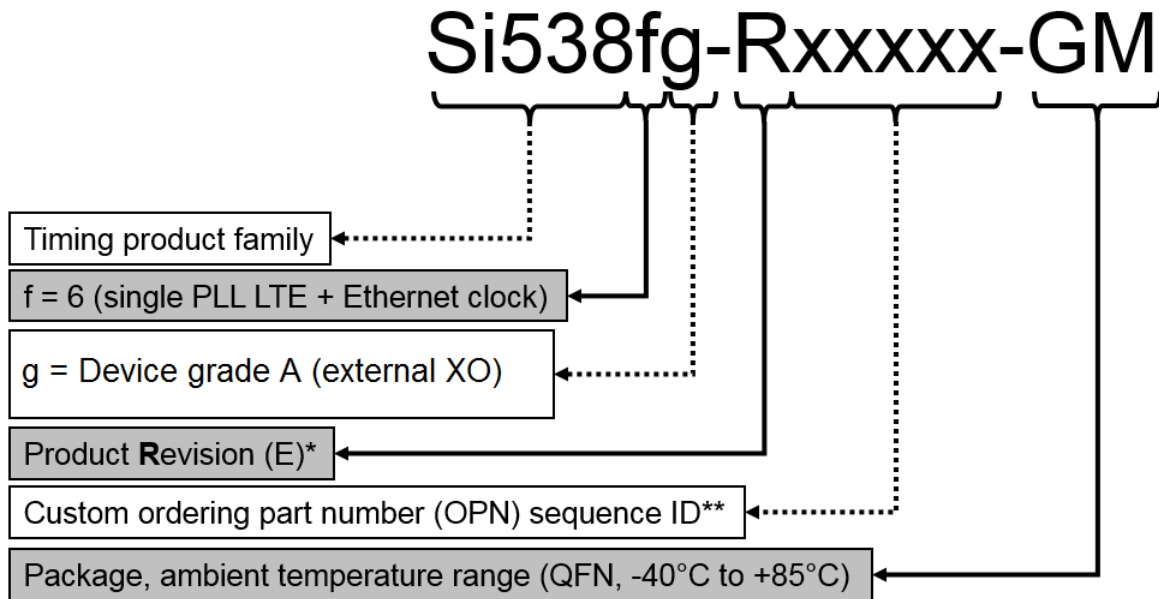 Si538fg-Rxxxxx-GM
Timing product family
f = 6 (single PLL LTE + Ethernet clock)
g = Device grade A (external XO)
Product Revision (E)*
Custom ordering part number (OPN) sequence ID**
Package, ambient temperature range (QFN, -40°C to +85°C)